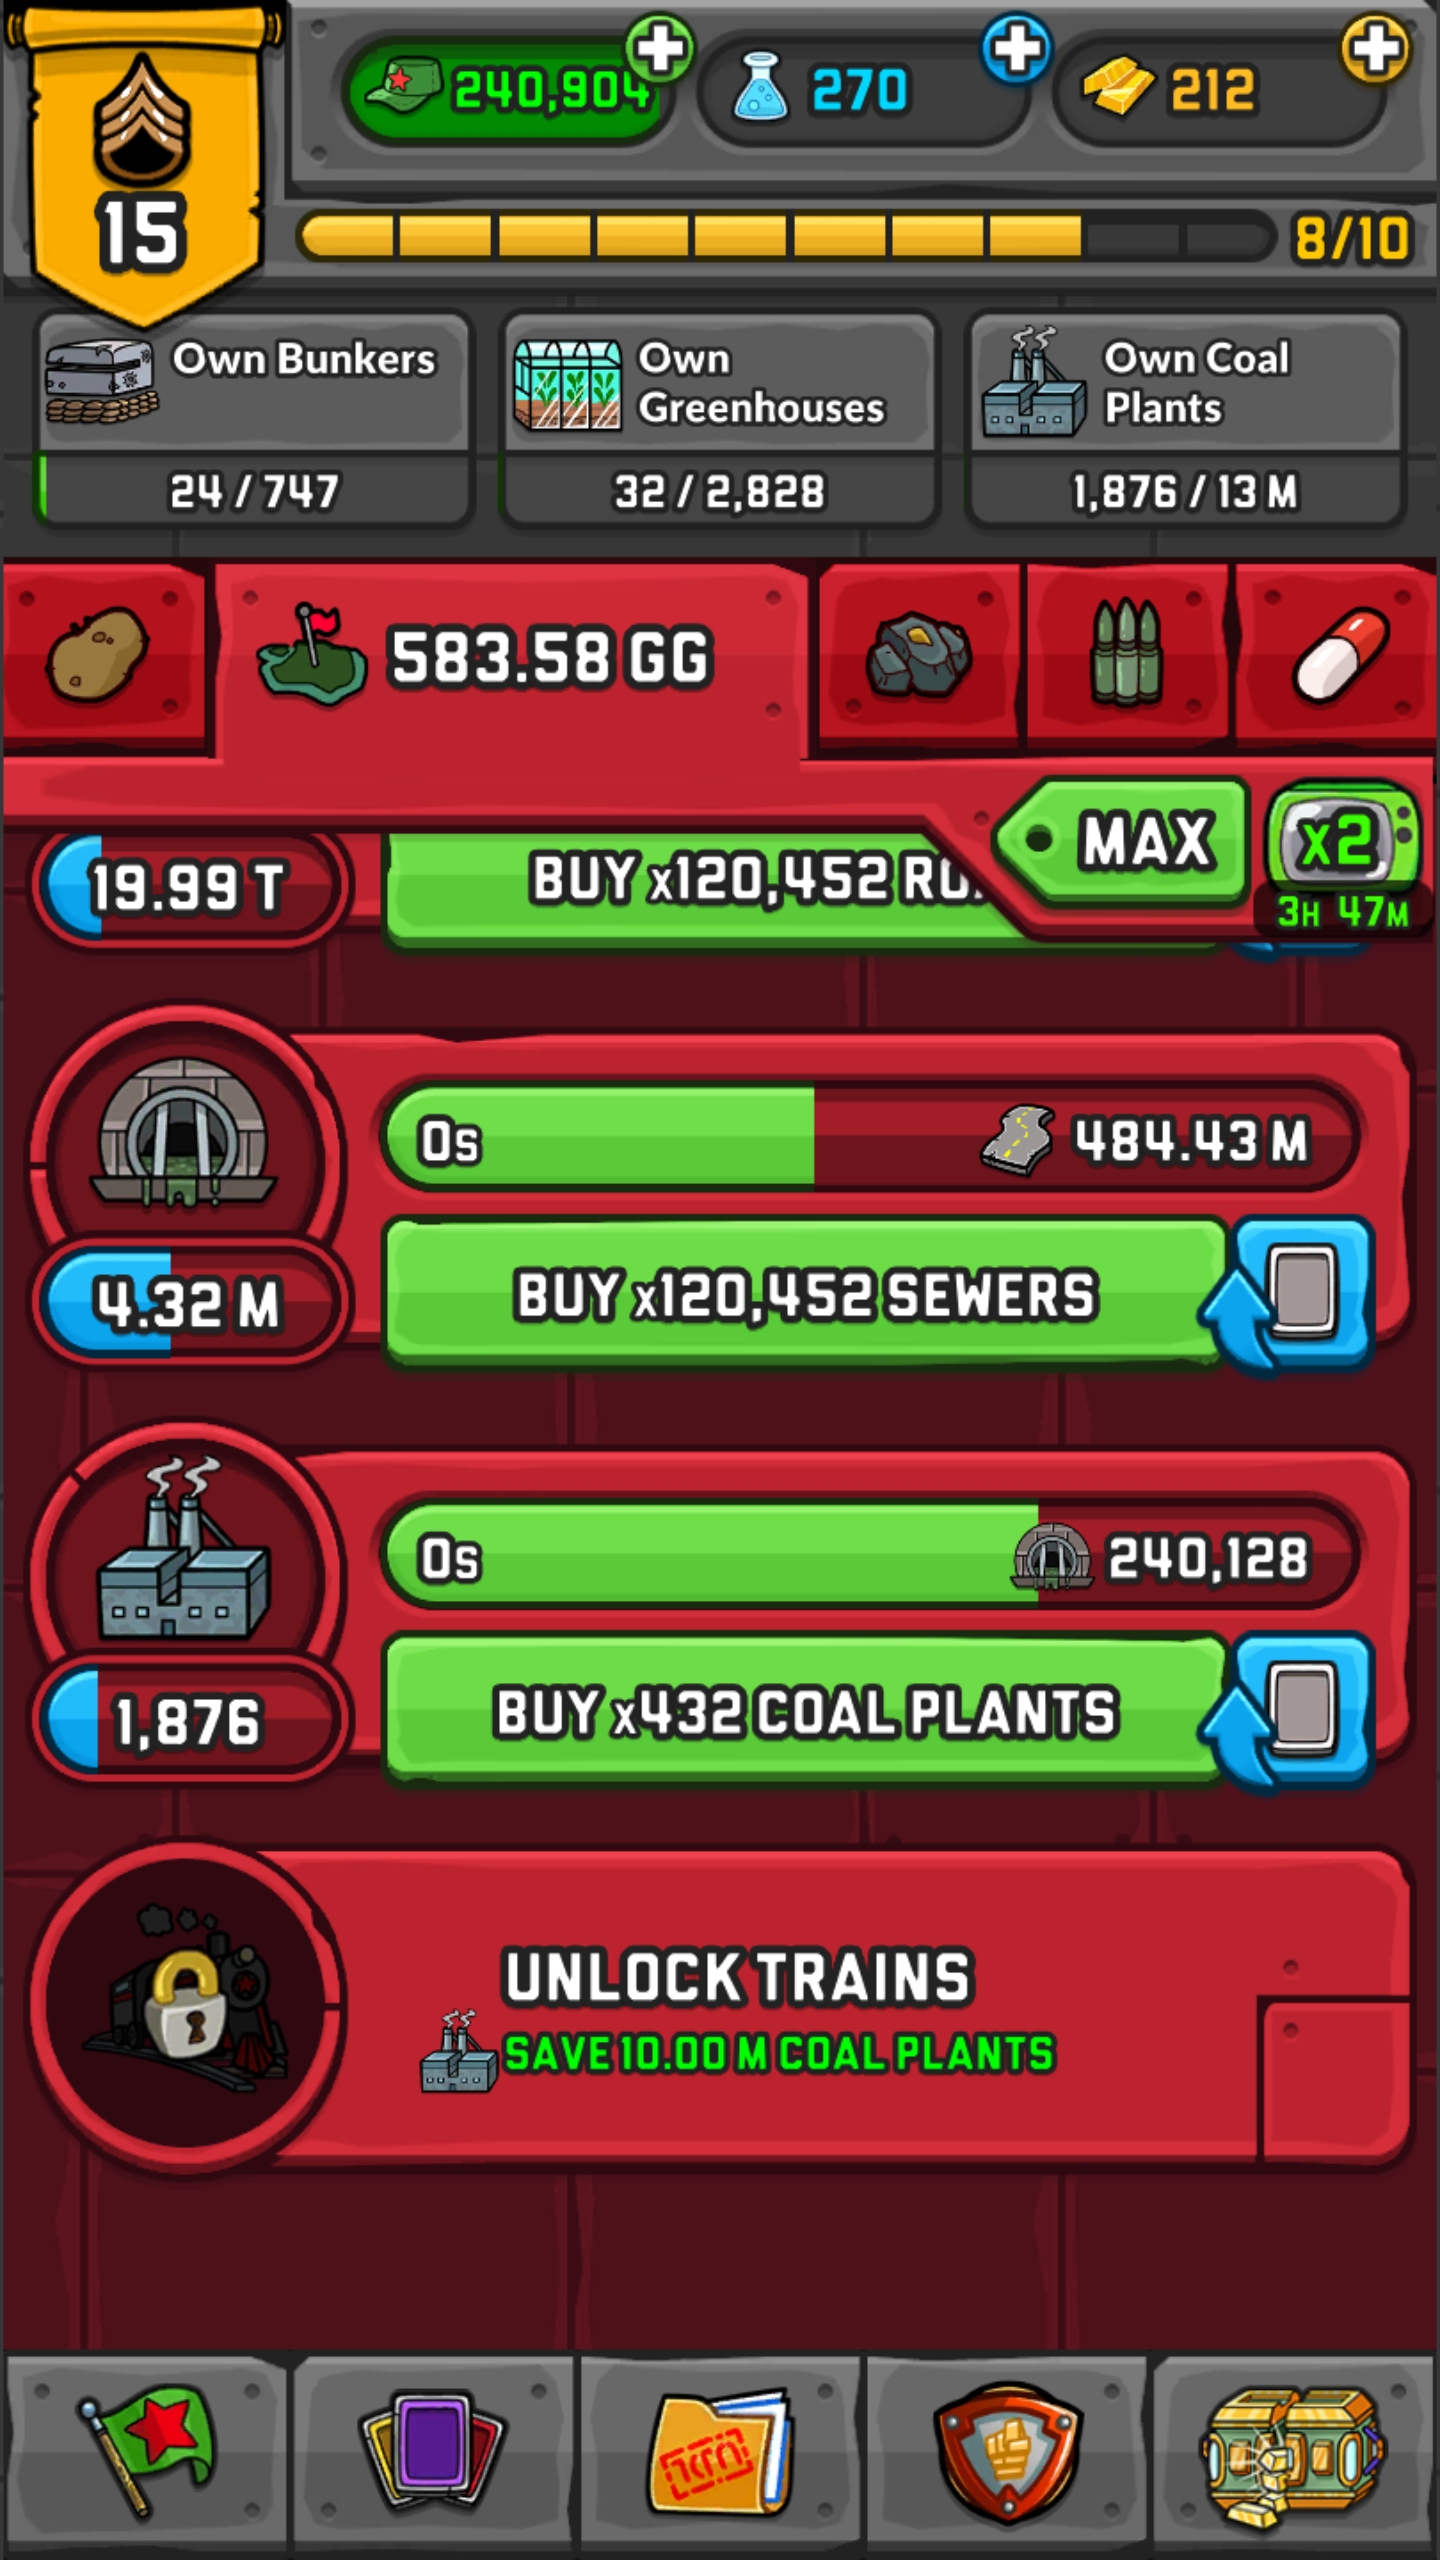 240,904
270
212
15
8/10
Own Bunkers
24 / 747
Own
Greenhouses
32 / 2,828
Own Coal
Plants
1,876 / 13 M
583.58 GG
MAX
x2
3H 47M
19.99 T
BUY x120,452
0s
484.43 M
4.32 M
BUY x120,452 SEWERS
0s
240,128
1,876
BUY x432 COAL PLANTS
UNLOCK TRAINS
SAVE 10.00 M COAL PLANTS